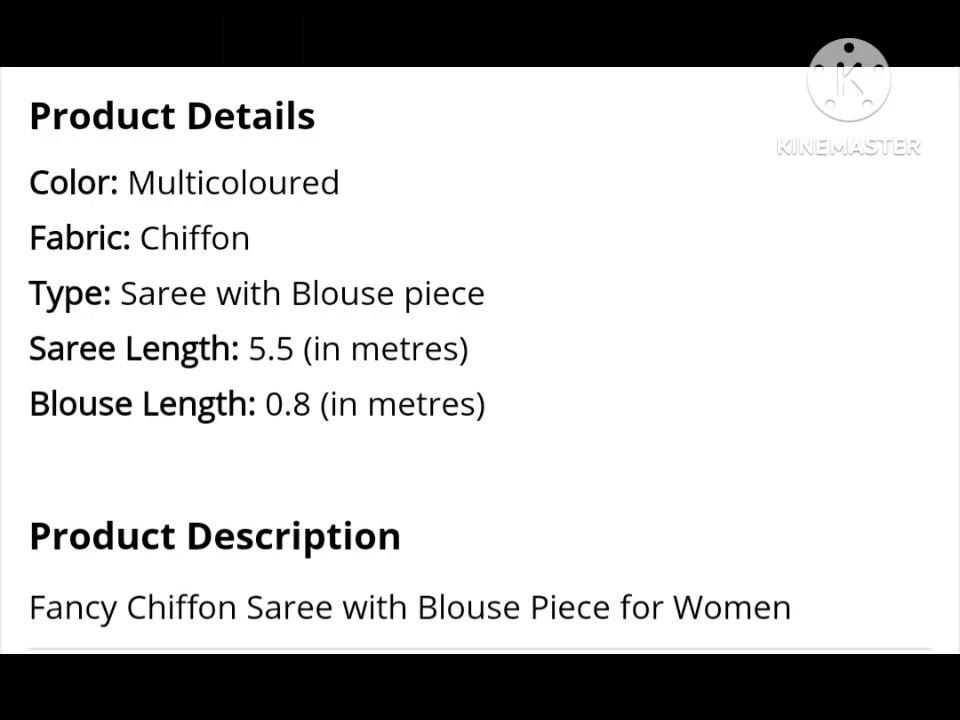 KINEMASTER
Product Details
Color: Multicoloured
Fabric: Chiffon
Type: Saree with Blouse piece
Saree Length: 5.5 (in metres)
Blouse Length: 0.8 (in metres)
Product Description
Fancy Chiffon Saree with Blouse Piece for Women